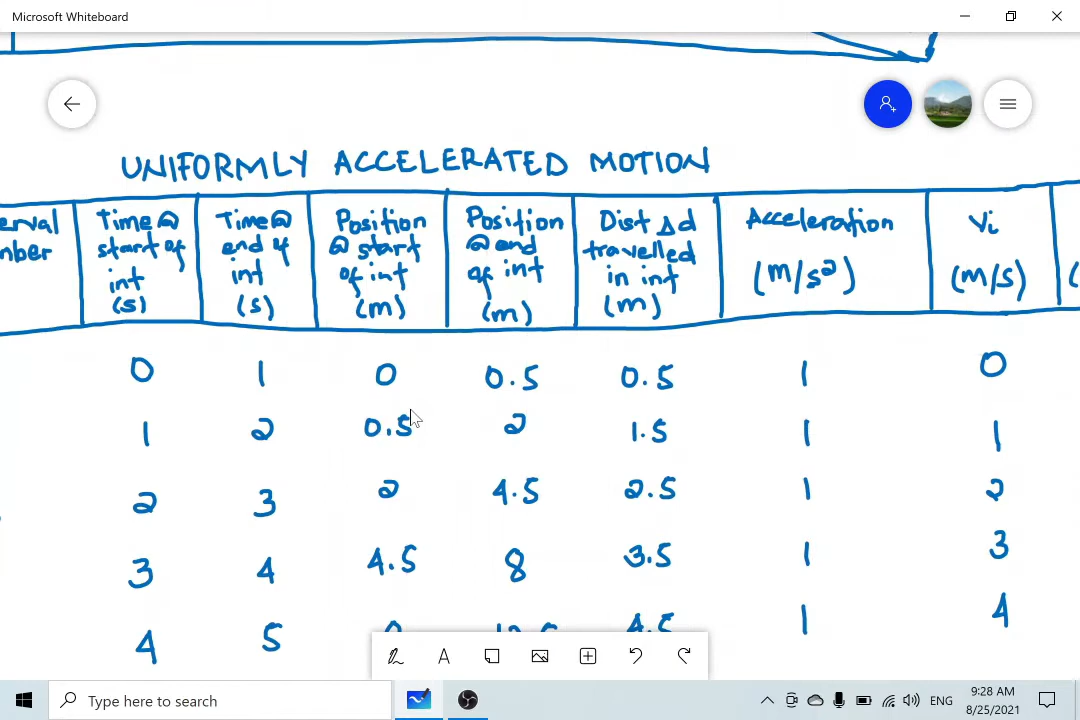 Microsoft Whiteboard
UNIFORMLY ACCELERATED MOTION
erval
mber
Time @
start of
int
(s)
Time @
end of
int
(s)
Position
@ start
of int
(m)
Position
@ end
of int
(m)
Dist Δd
travelled
in int
(m)
Acceleration
(m/s²)
Vi
(m/s)
(
0 1 0 0.5 0.5 1 0
1 2 0.5 2 1.5 1 1
2 3 2 4.5 2.5 1 2
3 4 4.5 8 3.5 1 3
4 5 4.5 1 4
Type here to search
ENG
9:28 AM
8/25/2021